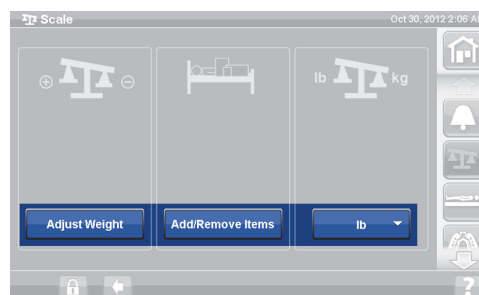 Scale
Oct 30, 2012 2:06 A
lb kg
Adjust Weight
Add/Remove Items
lb
?